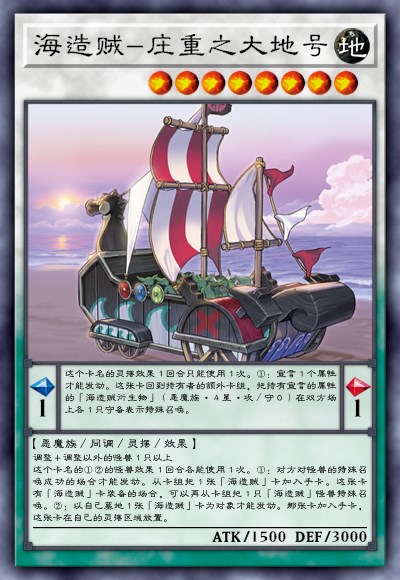 海造贼-庄重之大地号
地
这个卡名的灵摆效果1回合只能使用1次。①：宣言1个属性
才能发动。这张卡回到持有者的额外卡组，把持有宣言的属性
的「海造贼衍生物」（恶魔族·4星·攻/守0）在双方场
上各1只守备表示特殊召唤。
1
1
【恶魔族/同调/灵摆/效果】
调整+调整以外的怪兽1只以上
这个卡名的①②的怪兽效果1回合各能使用1次。①：对方对怪兽的特殊召
唤成功的场合才能发动。从卡组把1张「海造贼」卡加入手卡。这张卡
有「海造贼」卡装备的场合，可以再从卡组把1只「海造贼」怪兽特殊召
唤。②：以自己墓地1张「海造贼」卡为对象才能发动。那张卡加入手卡，
这张卡在自己的灵摆区域放置。
ATK/1500 DEF/3000